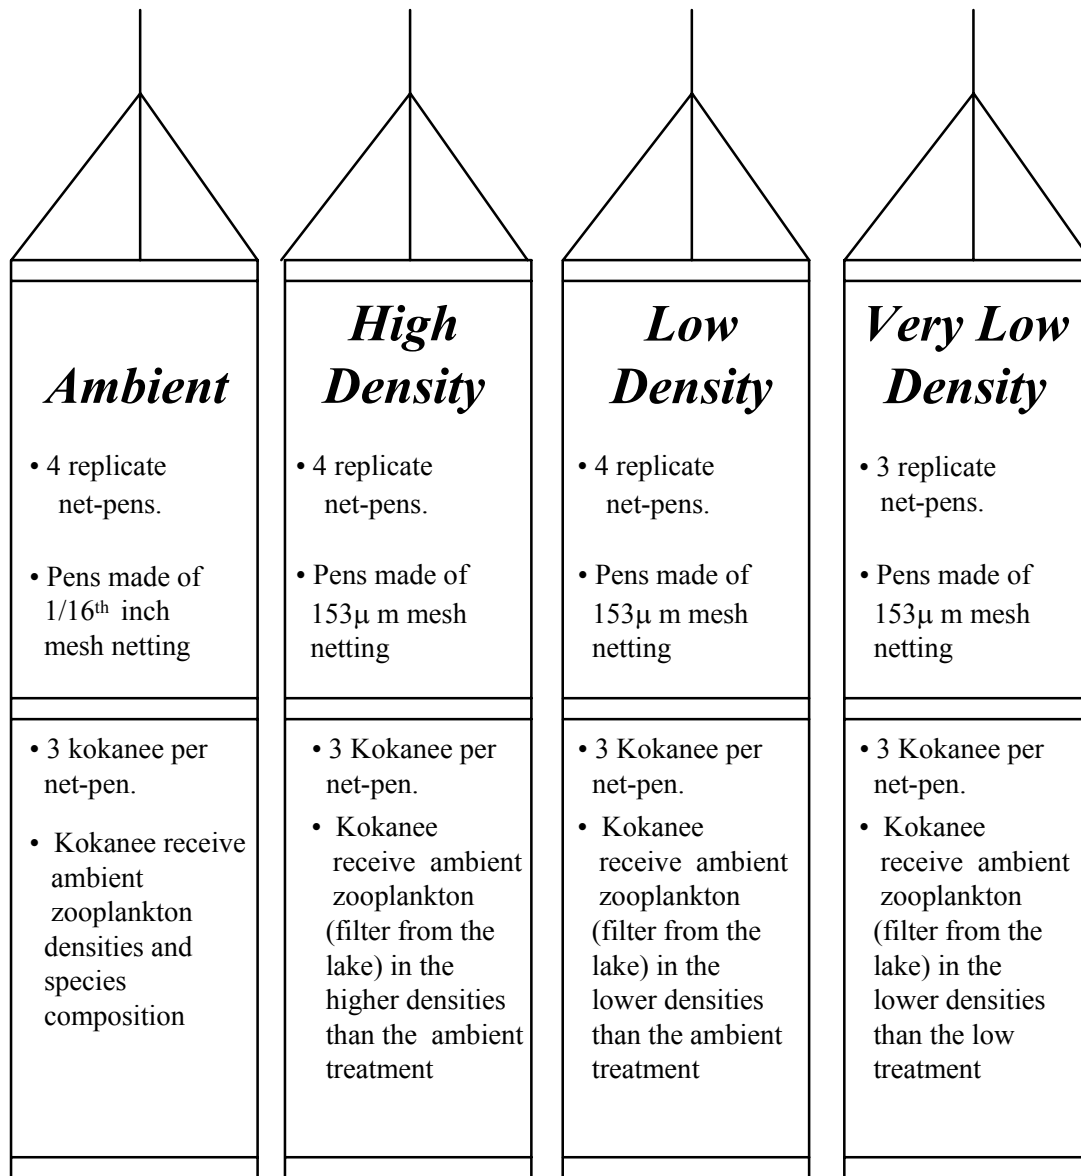 Ambient
• 4 replicate
net-pens.
• Pens made of
1/16th inch
mesh netting
• 3 kokanee per
net-pen.
• Kokanee receive
ambient
zooplankton
densities and
species
composition
High
Density
• 4 replicate
net-pens.
• Pens made of
153μ m mesh
netting
• 3 Kokanee per
net-pen.
• Kokanee
receive ambient
zooplankton
(filter from the
lake) in the
higher densities
than the ambient
treatment
Low
Density
• 4 replicate
net-pens.
• Pens made of
153μ m mesh
netting
• 3 Kokanee per
net-pen.
• Kokanee
receive ambient
zooplankton
(filter from the
lake) in the
lower densities
than the ambient
treatment
Very Low
Density
• 3 replicate
net-pens.
• Pens made of
153μ m mesh
netting
• 3 Kokanee per
net-pen.
• Kokanee
receive ambient
zooplankton
(filter from the
lake) in the
lower densities
than the low
treatment